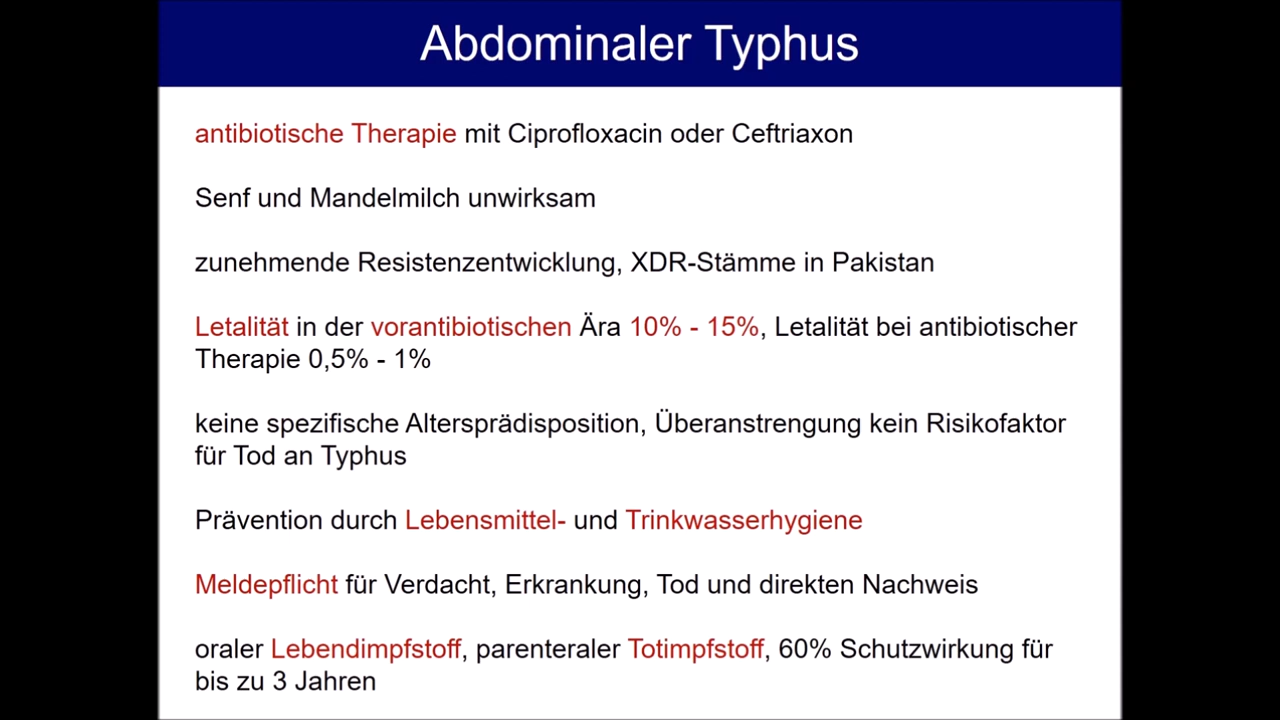 Abdominaler Typhus
antibiotische Therapie mit Ciprofloxacin oder Ceftriaxon
Senf und Mandelmilch unwirksam
zunehmende Resistenzentwicklung, XDR-Stämme in Pakistan
Letalität in der vorantibiotischen Ära 10% - 15%, Letalität bei antibiotischer
Therapie 0,5% - 1%
keine spezifische Altersprädisposition, Überanstrengung kein Risikofaktor
für Tod an Typhus
Prävention durch Lebensmittel- und Trinkwasserhygiene
Meldepflicht für Verdacht, Erkrankung, Tod und direkten Nachweis
oraler Lebendimpfstoff, parenteraler Totimpfstoff, 60% Schutzwirkung für
bis zu 3 Jahren